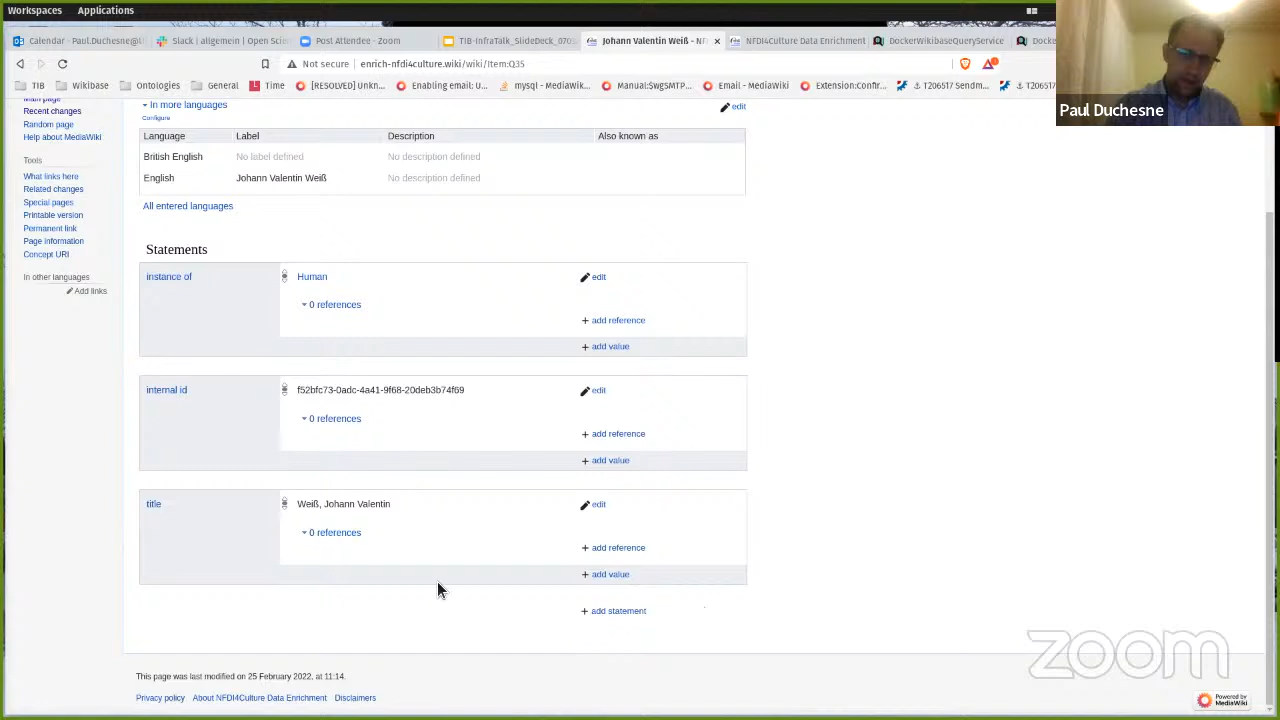 Workspaces Applications
Calendar - Paul.Duchesne@ Slack | allgemein | Open Sci Post Attendee - Zoom TIB-InfraTalk_SlideDeck_070 Johann Valentin Weiß - NF NFDI4Culture Data Enrichment DockerWikibaseQueryService Docke
Not secure enrich-nfdi4culture.wiki/wiki/Item:Q35
TIB Wikibase Ontologies General Time [RESOLVED] unkn... Enabling email: U... mysql - MediaWik... Manual:$wgSMTP... Email - MediaWiki Extension:Confir... T206517 Sendm... T206517
Paul Duchesne
Main page
Recent changes
Random page
Help about MediaWiki
Tools
What links here
Related changes
Special pages
Printable version
Permanent link
Page information
Concept URI
In other languages
Add links
In more languages
edit
Configure
Language Label Description Also known as
British English No label defined No description defined
English Johann Valentin Weiß No description defined
All entered languages
Statements
instance of Human edit
0 references
+ add reference
+ add value
internal id f52bfc73-0adc-4a41-9f68-20deb3b74f69 edit
0 references
+ add reference
+ add value
title Weiß, Johann Valentin edit
0 references
+ add reference
+ add value
+ add statement
This page was last modified on 25 February 2022, at 11:14.
Privacy policy About NFDI4Culture Data Enrichment Disclaimers
zoom
Powered by
MediaWiki